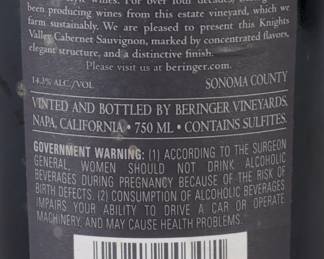 wines. For over four decades,
been producing wines from this estate vineyard, which we
farm sustainably. We are pleased to present this Knights
Valley Cabernet Sauvignon, marked by concentrated flavors,
elegant structure, and a distinctive finish.
Please visit us at beringer.com.
14.3% ALC./VOL
SONOMA COUNTY
VINTED AND BOTTLED BY BERINGER VINEYARDS,
NAPA, CALIFORNIA • 750 ML • CONTAINS SULFITES.
GOVERNMENT WARNING: (1) ACCORDING TO THE SURGEON
GENERAL, WOMEN SHOULD NOT DRINK ALCOHOLIC
BEVERAGES DURING PREGNANCY BECAUSE OF THE RISK OF
BIRTH DEFECTS. (2) CONSUMPTION OF ALCOHOLIC BEVERAGES
IMPAIRS YOUR ABILITY TO DRIVE A CAR OR OPERATE
MACHINERY, AND MAY CAUSE HEALTH PROBLEMS.